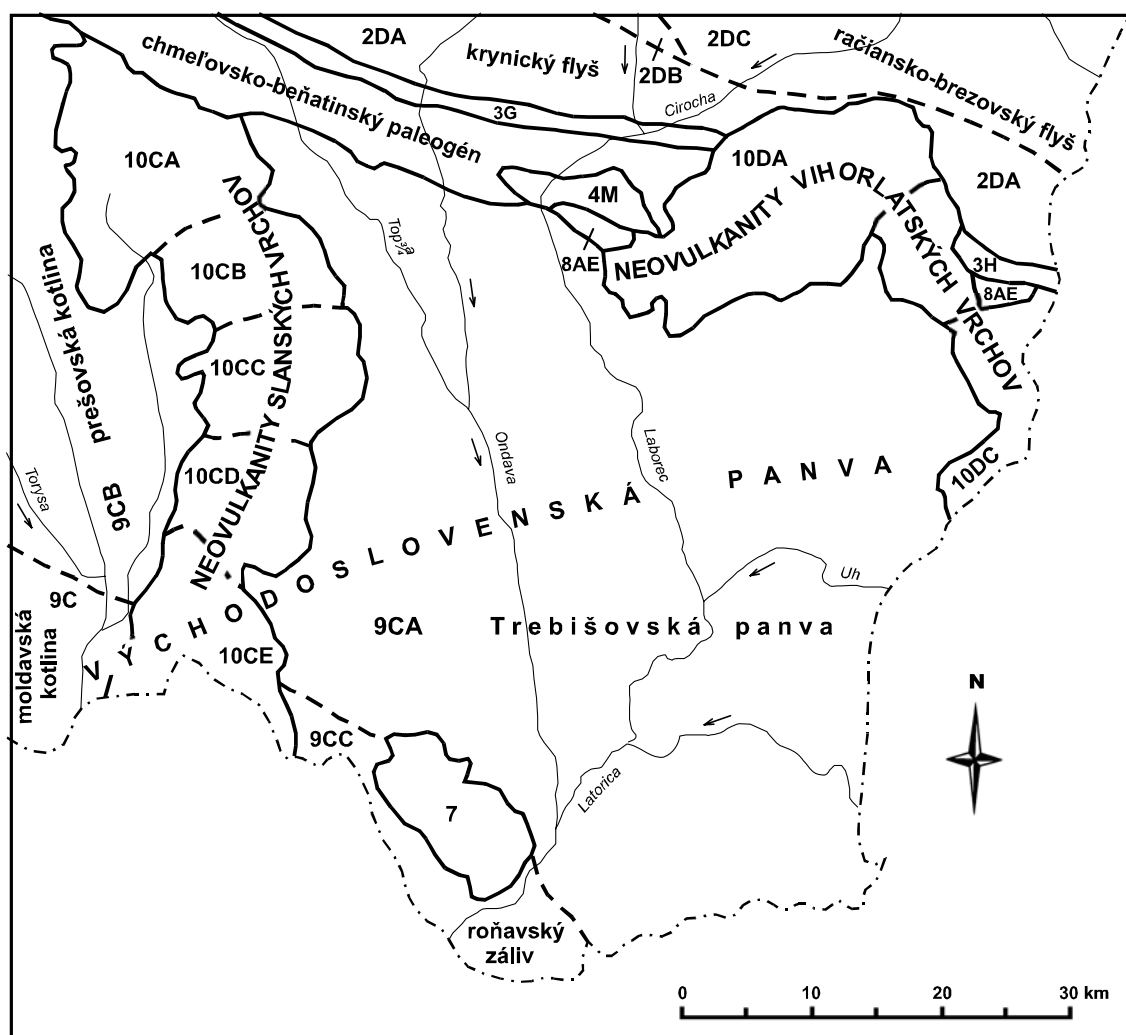 2DA
krynický flyš
2DC
2DB
račiansko-brezovský flyš
chmeľovsko-beňatinský paleogén
3G
Cirocha
10CA
10DA
4M
2DA
8AE
NEOVULKANITY VIHORLATSKÝCH VRCHOV
3H
8AE
Top¾a
10CB
prešovská kotlina
NEOVULKANITY SLANSKÝCH VRCHOV
10CC
10CD
9CB
Torysa
Ondava
Laborec
10DC
VÝCHODOSLOVENSKÁ PANVA
Uh
9C
moldavská
kotlina
9CA
Trebišovská panva
10CE
9CC
7
Latorica
N
roňavský
záliv
0 10 20 30 km